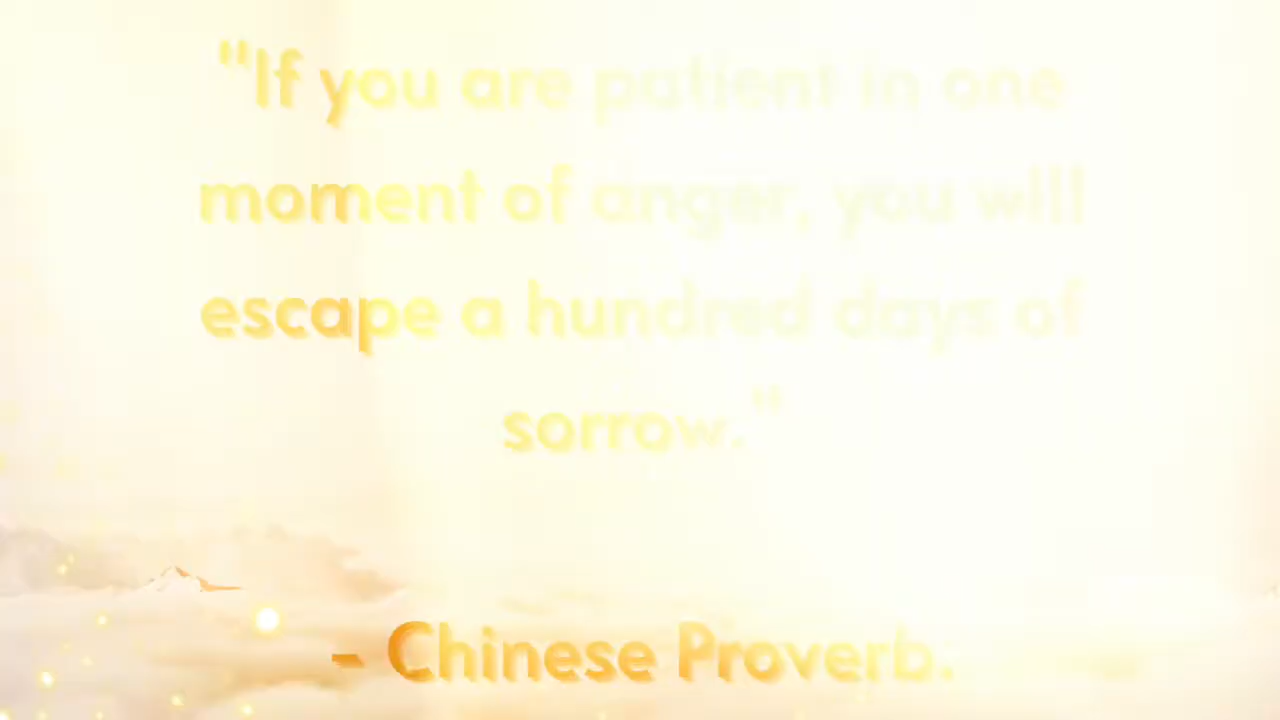 "If you are patient in one
moment of anger, you will
escape a hundred days of
sorrow."
- Chinese Proverb.